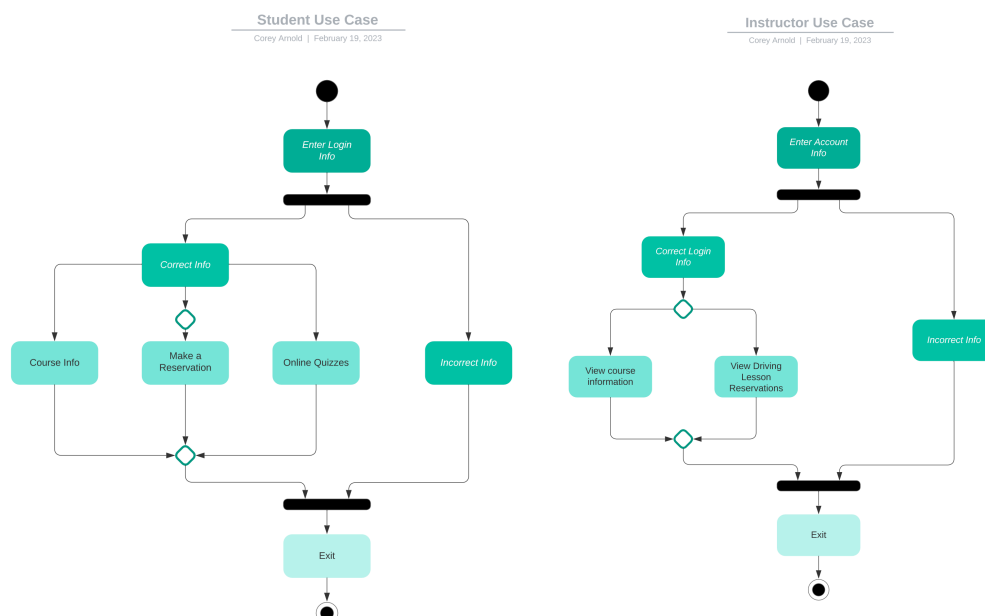 Student Use Case
Corey Arnold | February 19, 2023
Enter Login
Info
Correct Info
Course Info
Make a
Reservation
Online Quizzes
Incorrect Info
Exit
Instructor Use Case
Corey Arnold | February 19, 2023
Enter Account
Info
Correct Login
Info
Incorrect Info
View course
information
View Driving
Lesson
Reservations
Exit